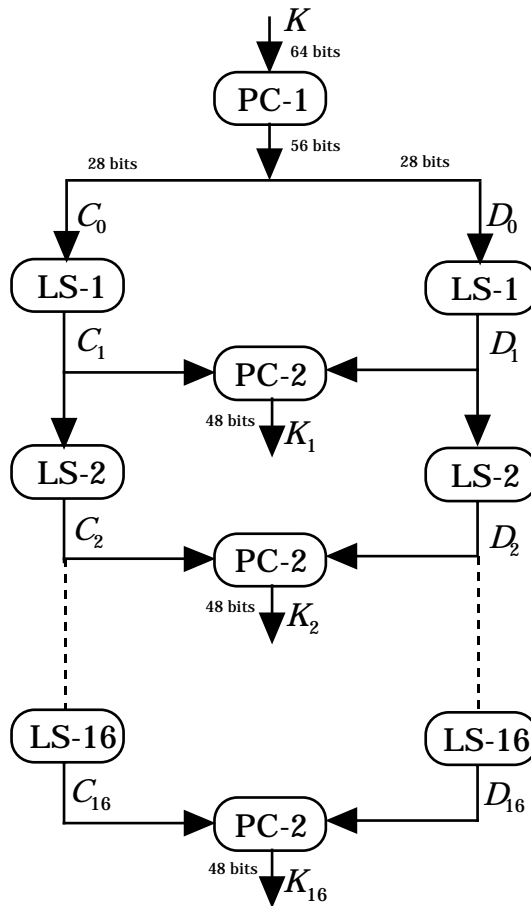 K
64 bits
PC-1
56 bits
28 bits
28 bits
C0
D0
LS-1
LS-1
C1
D1
PC-2
48 bits
K1
LS-2
LS-2
C2
D2
PC-2
48 bits
K2
LS-16
LS-16
C16
D16
PC-2
48 bits
K16